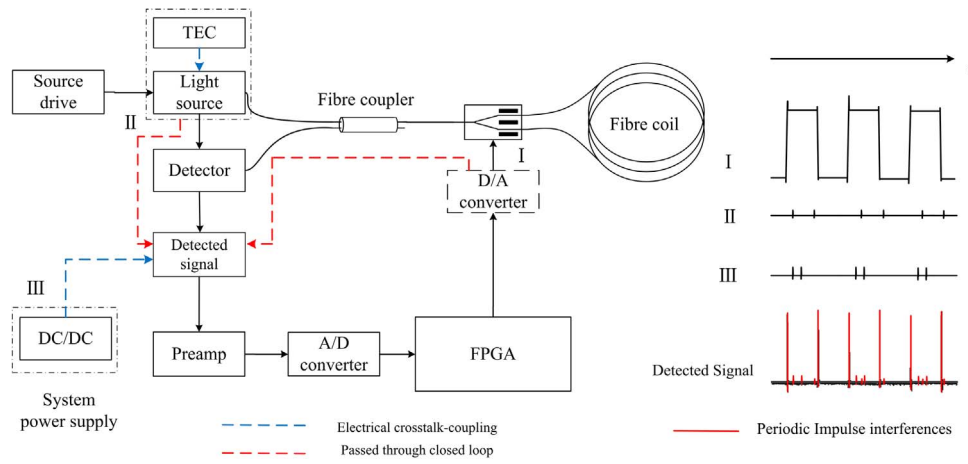 TEC
Source
drive
Light
source
Fibre coupler
Fibre coil
II
I
Detector
D/A
converter
Detected
signal
III
DC/DC
Preamp
A/D
converter
FPGA
System
power supply
Electrical crosstalk-coupling
Passed through closed loop
I
II
III
Detected Signal
Periodic Impulse interferences